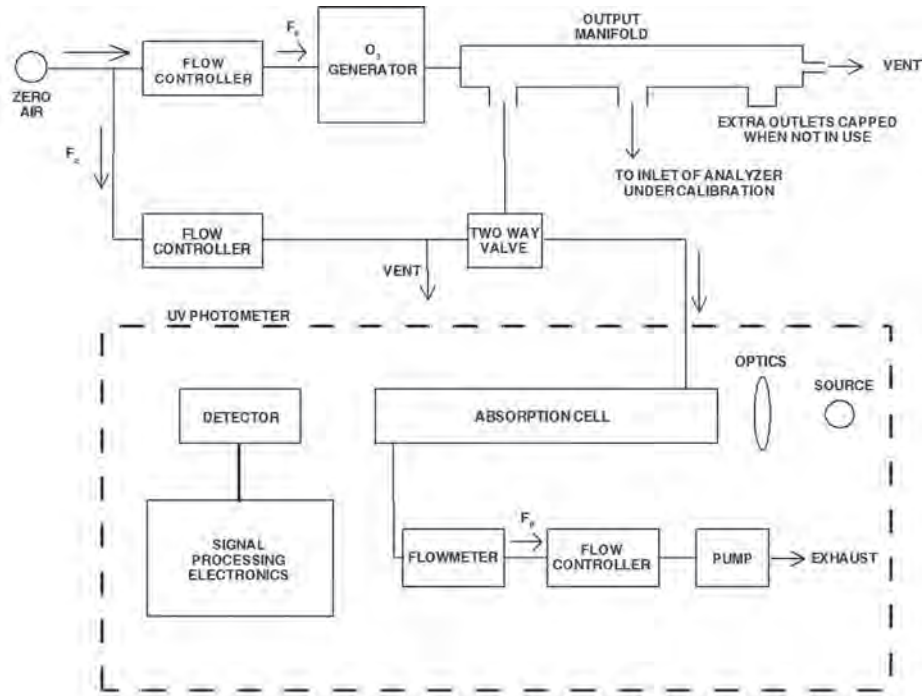 OUTPUT
MANIFOLD
ZERO
AIR
FLOW
CONTROLLER
O3
GENERATOR
VENT
EXTRA OUTLETS CAPPED
WHEN NOT IN USE
TO INLET OF ANALYZER
UNDER CALIBRATION
FLOW
CONTROLLER
VENT
TWO WAY
VALVE
UV PHOTOMETER
DETECTOR
ABSORPTION CELL
OPTICS
SOURCE
SIGNAL
PROCESSING
ELECTRONICS
FLOWMETER
FP
FLOW
CONTROLLER
PUMP
EXHAUST